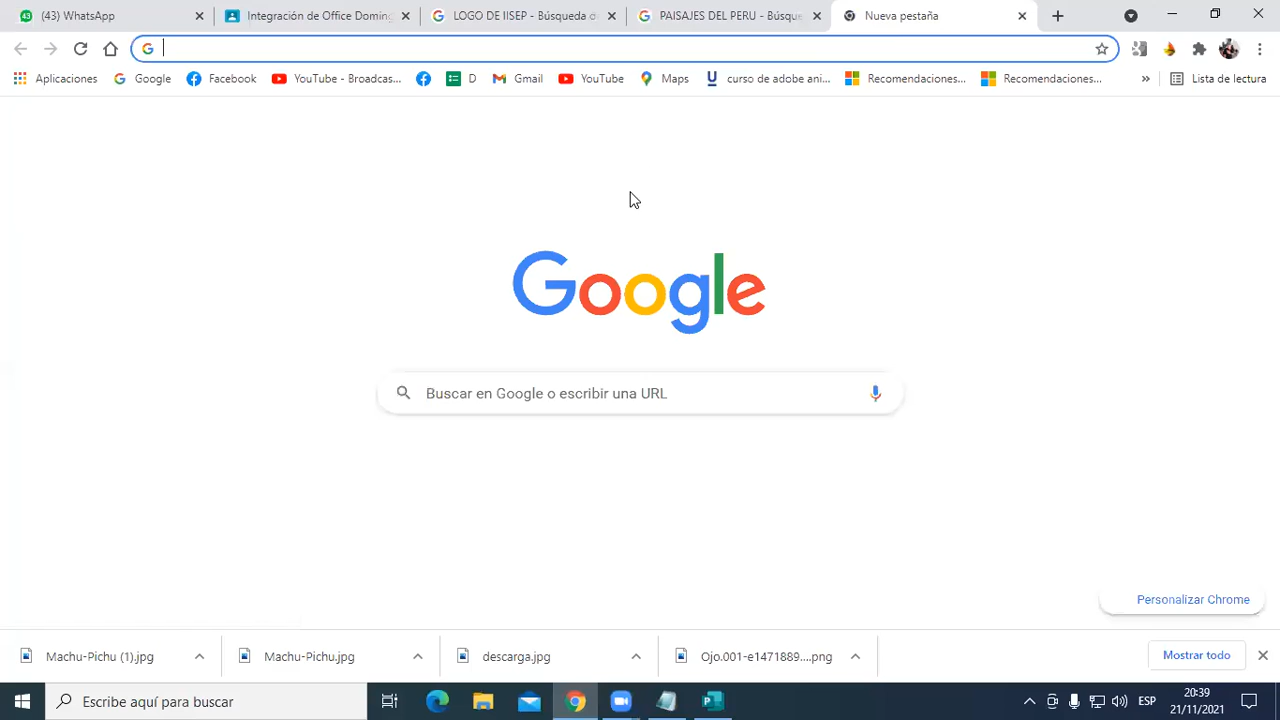 (43) WhatsApp
Integración de Office Doming
LOGO DE IISEP - Búsqueda de
PAISAJES DEL PERU - Búsque
Nueva pestaña
Aplicaciones
Google
Facebook
YouTube - Broadcas...
D
Gmail
YouTube
Maps
curso de adobe ani...
Recomendaciones...
Recomendaciones...
»
Lista de lectura
Google
Buscar en Google o escribir una URL
Personalizar Chrome
Machu-Pichu (1).jpg
Machu-Pichu.jpg
descarga.jpg
Ojo.001-e1471889....png
Mostrar todo
Escribe aquí para buscar
ESP
20:39
21/11/2021